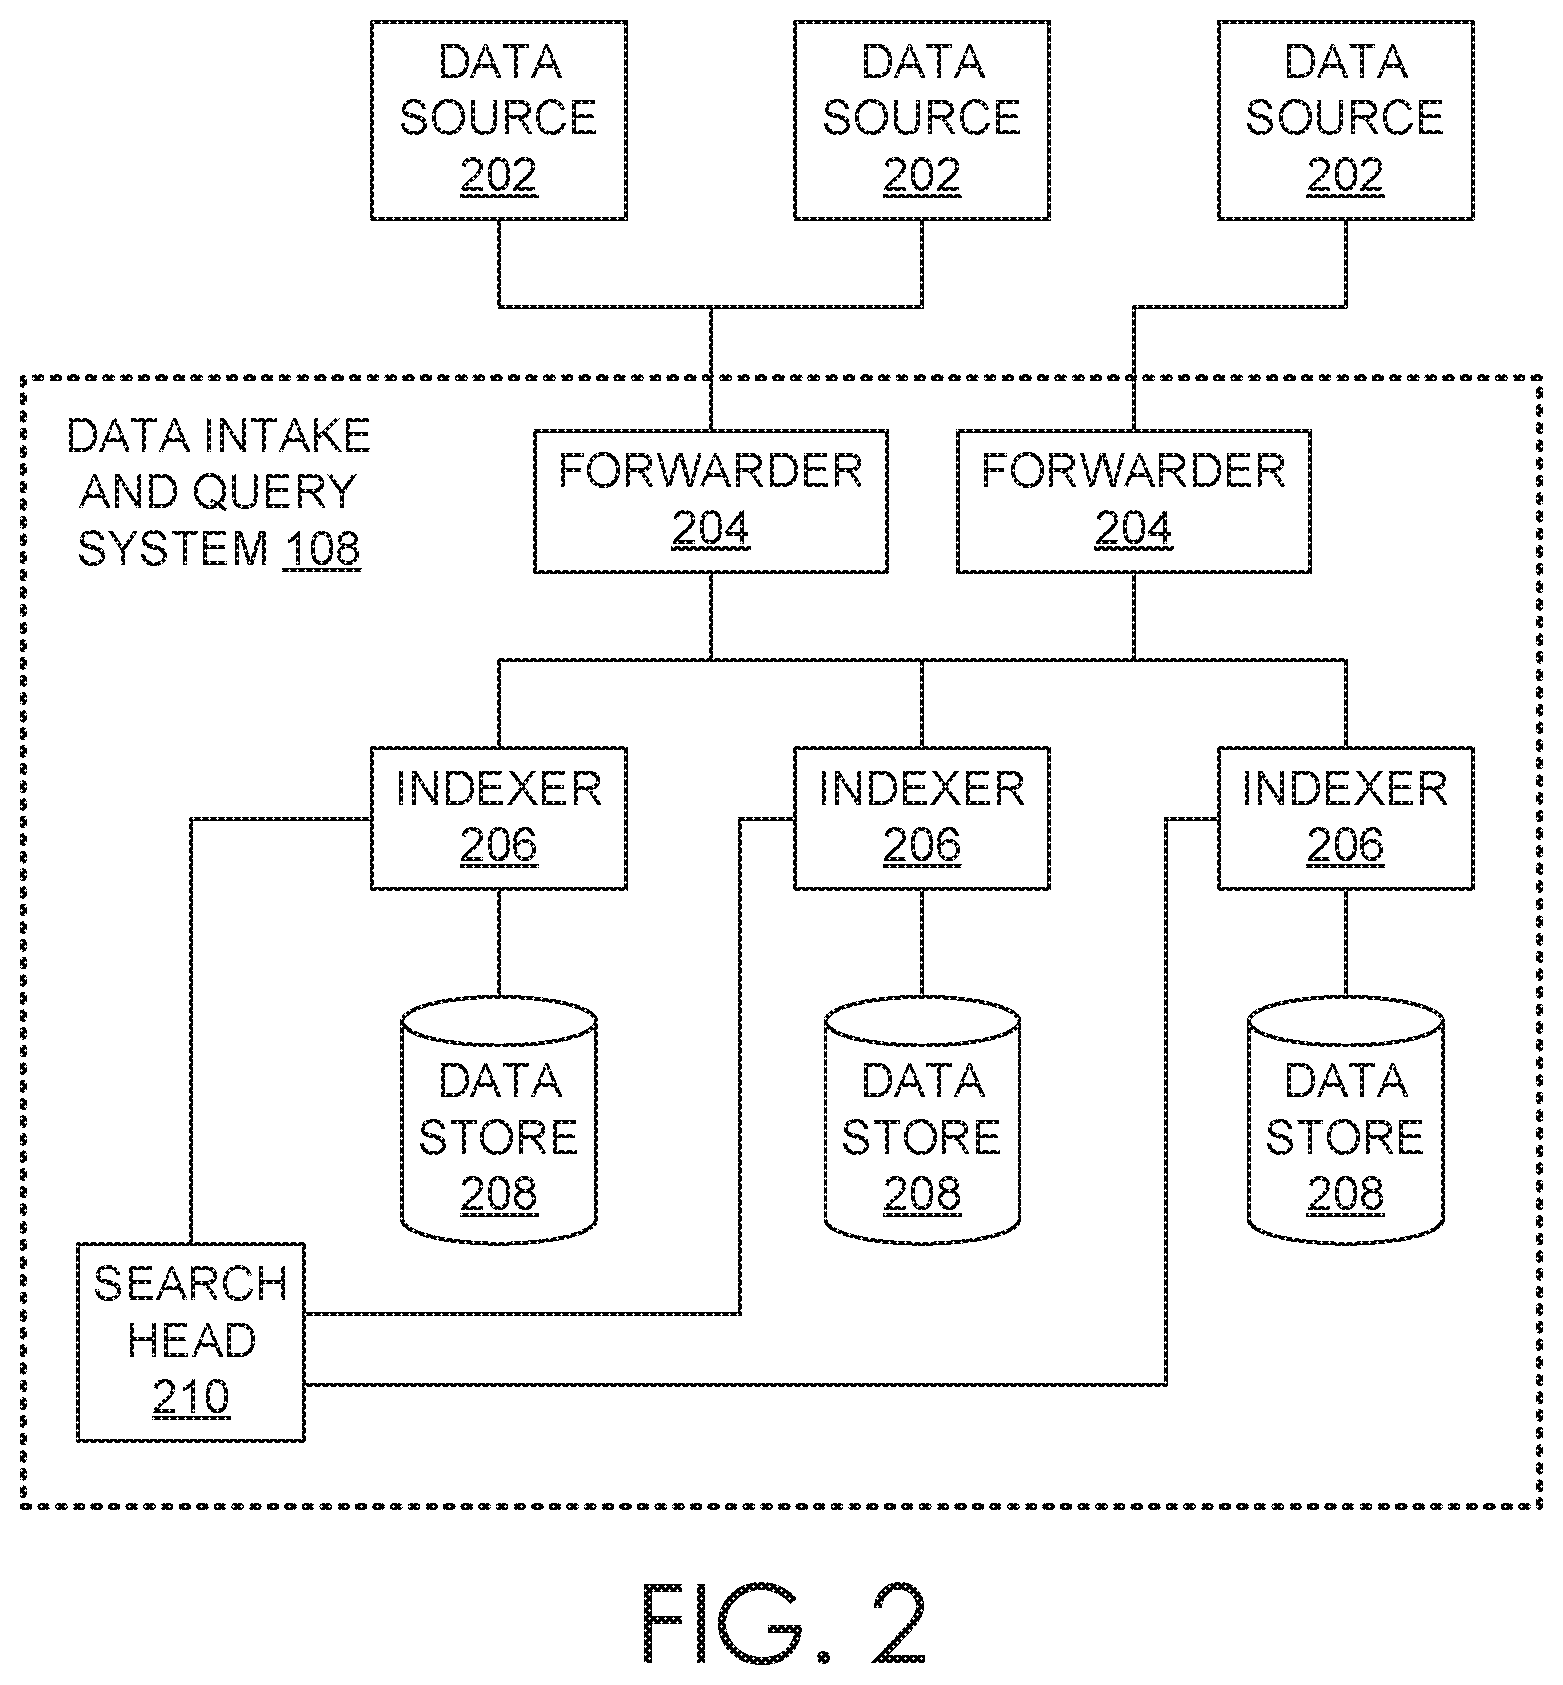 DATA
SOURCE
202
DATA
SOURCE
202
DATA
SOURCE
202
DATA INTAKE
AND QUERY
SYSTEM 108
FORWARDER
204
FORWARDER
204
INDEXER
206
INDEXER
206
INDEXER
206
DATA
STORE
208
DATA
STORE
208
DATA
STORE
208
SEARCH
HEAD
210
FIG. 2